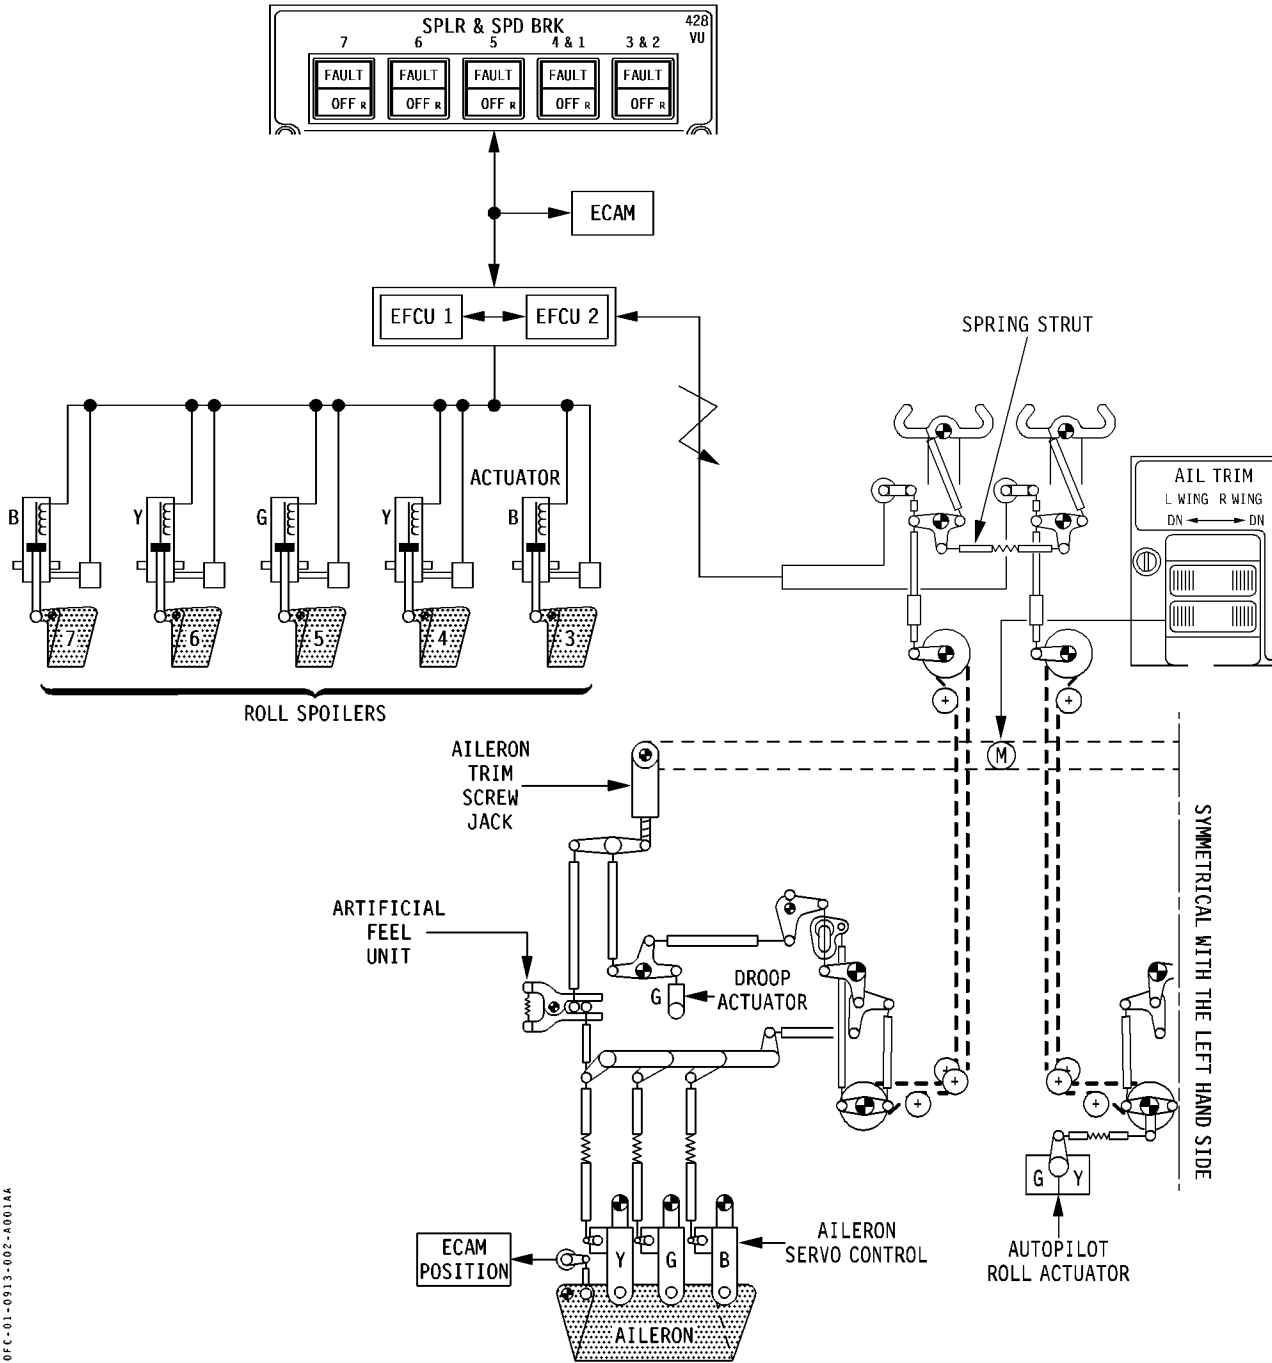 SPLR & SPD BRK
428
VU
7 6 5 4 & 1 3 & 2
FAULT FAULT FAULT FAULT FAULT
OFF R OFF R OFF R OFF R OFF R
ECAM
EFCU 1 EFCU 2
SPRING STRUT
ACTUATOR
B Y G Y B
7 6 5 4 3
ROLL SPOILERS
AIL TRIM
L WING R WING
DN DN
AILERON
TRIM
SCREW
JACK
M
ARTIFICIAL
FEEL
UNIT
G
DROOP
ACTUATOR
SYMMETRICAL WITH THE LEFT HAND SIDE
G Y
AUTOPILOT
ROLL ACTUATOR
Y G B
AILERON
SERVO CONTROL
ECAM
POSITION
AILERON
0FC-01-0913-002-A001AA